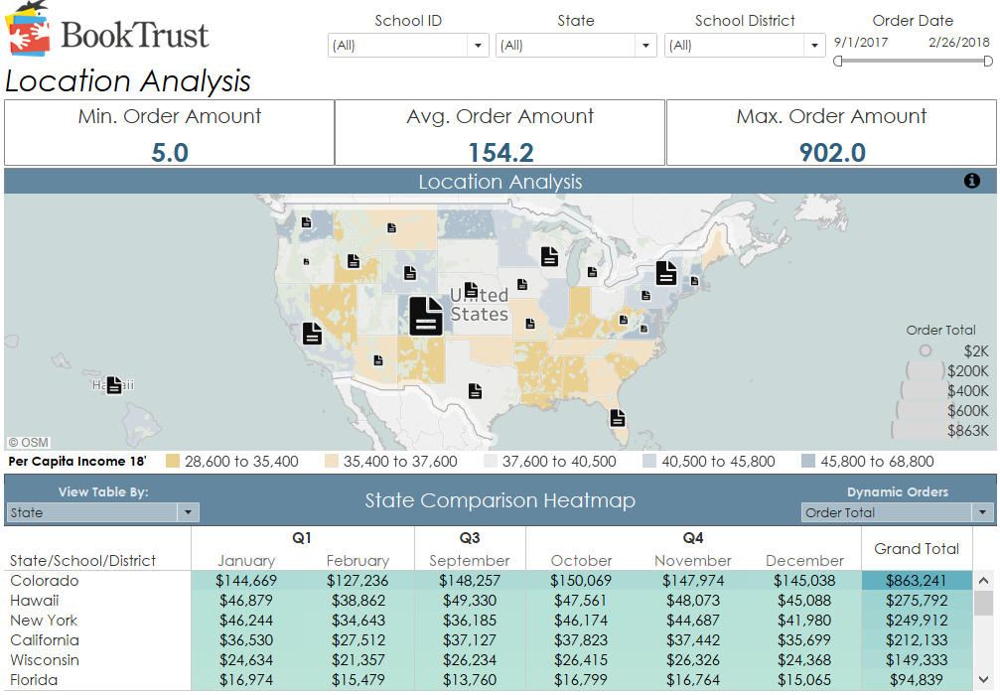 BookTrust
School ID State School District Order Date
(All) (All) (All) 9/1/2017 2/26/2018
Location Analysis
Min. Order Amount Avg. Order Amount Max. Order Amount
5.0 154.2 902.0
Location Analysis
United
States
Hawaii
Order Total
$2K
$200K
$400K
$600K
$863K
© OSM
Per Capita Income 18' 28,600 to 35,400 35,400 to 37,600 37,600 to 40,500 40,500 to 45,800 45,800 to 68,800
View Table By: State Comparison Heatmap Dynamic Orders
State Order Total
Q1 Q3 Q4
State/School/District January February September October November December Grand Total
Colorado $144,669 $127,236 $148,257 $150,069 $147,974 $145,038 $863,241
Hawaii $46,879 $38,862 $49,330 $47,561 $48,073 $45,088 $275,792
New York $46,244 $34,643 $36,185 $46,174 $44,687 $41,980 $249,912
California $36,530 $27,512 $37,127 $37,823 $37,442 $35,699 $212,133
Wisconsin $24,634 $21,357 $26,234 $26,415 $26,326 $24,368 $149,333
Florida $16,974 $15,479 $13,760 $16,799 $16,764 $15,065 $94,839